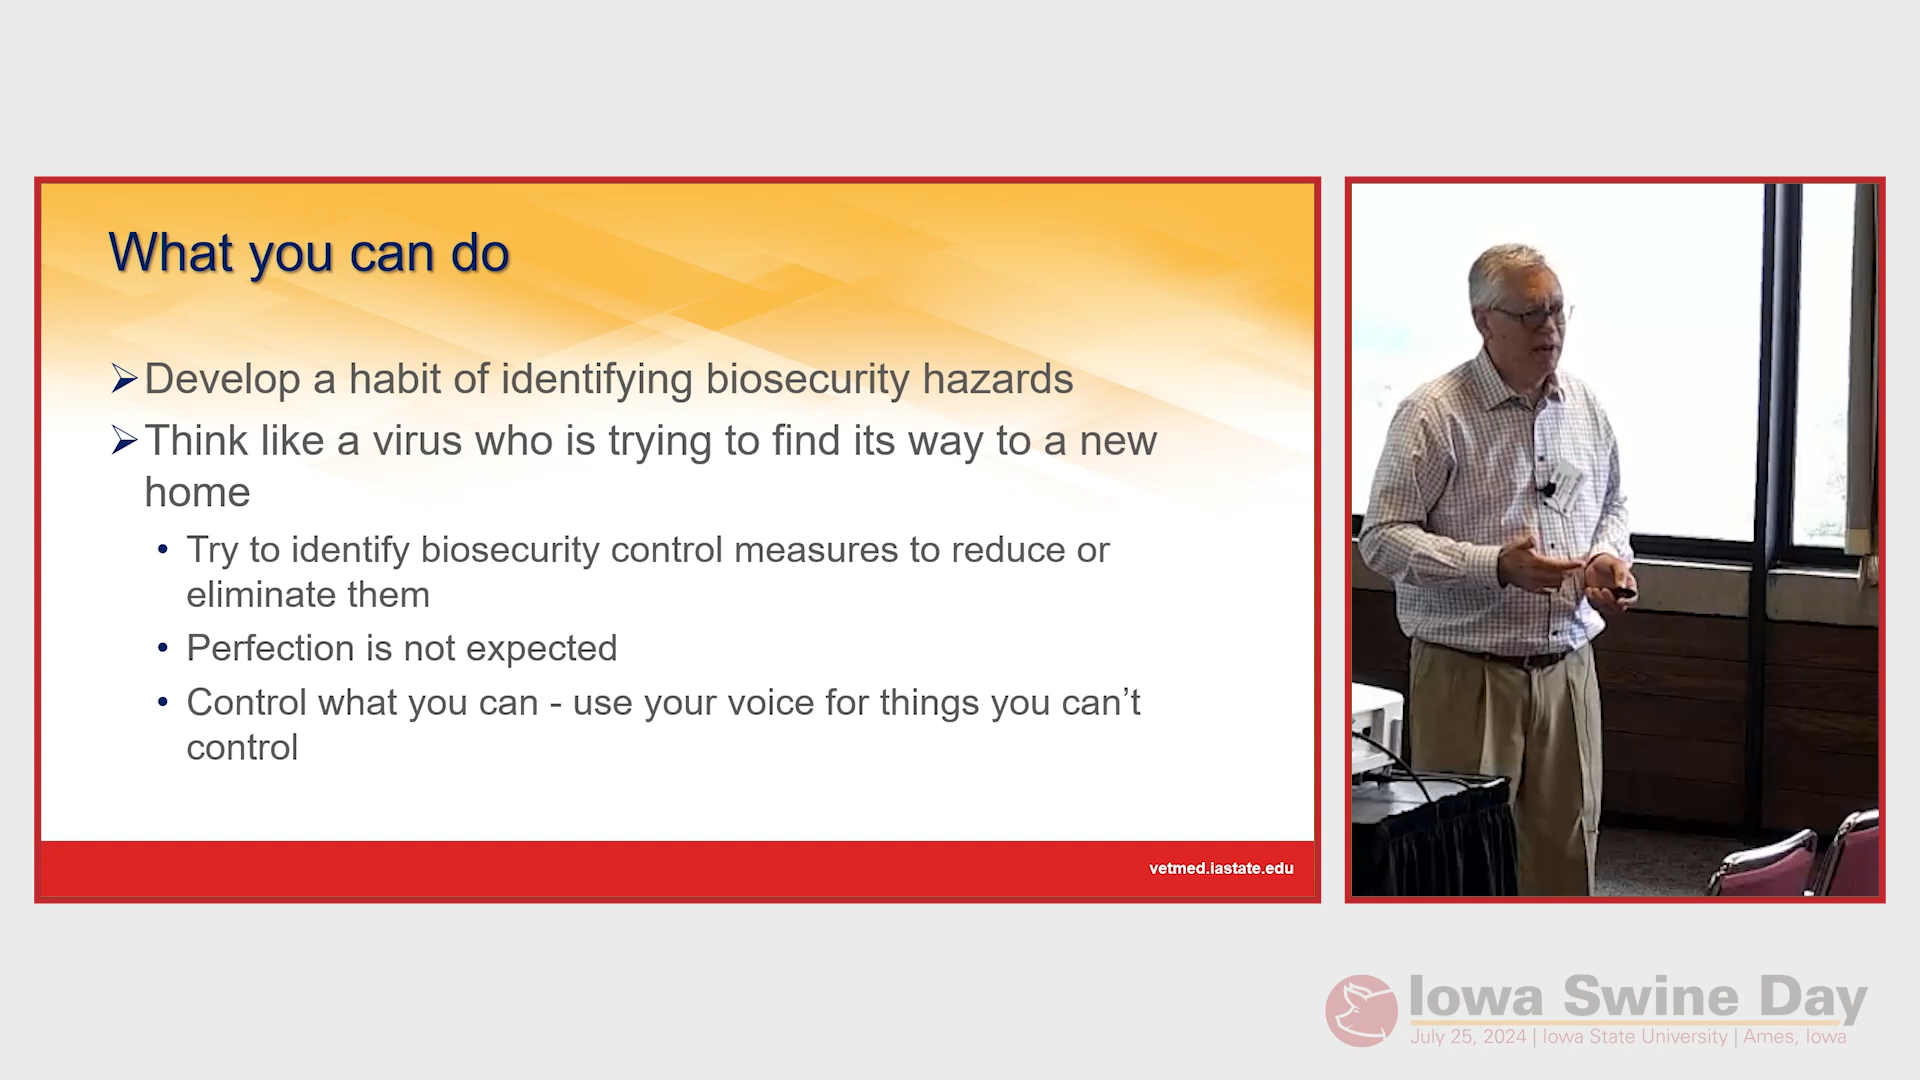 What you can do
Develop a habit of identifying biosecurity hazards
Think like a virus who is trying to find its way to a new
home
• Try to identify biosecurity control measures to reduce or
eliminate them
• Perfection is not expected
• Control what you can - use your voice for things you can’t
control
vetmed.iastate.edu
Iowa Swine Day
July 25, 2024 | Iowa State University | Ames, Iowa